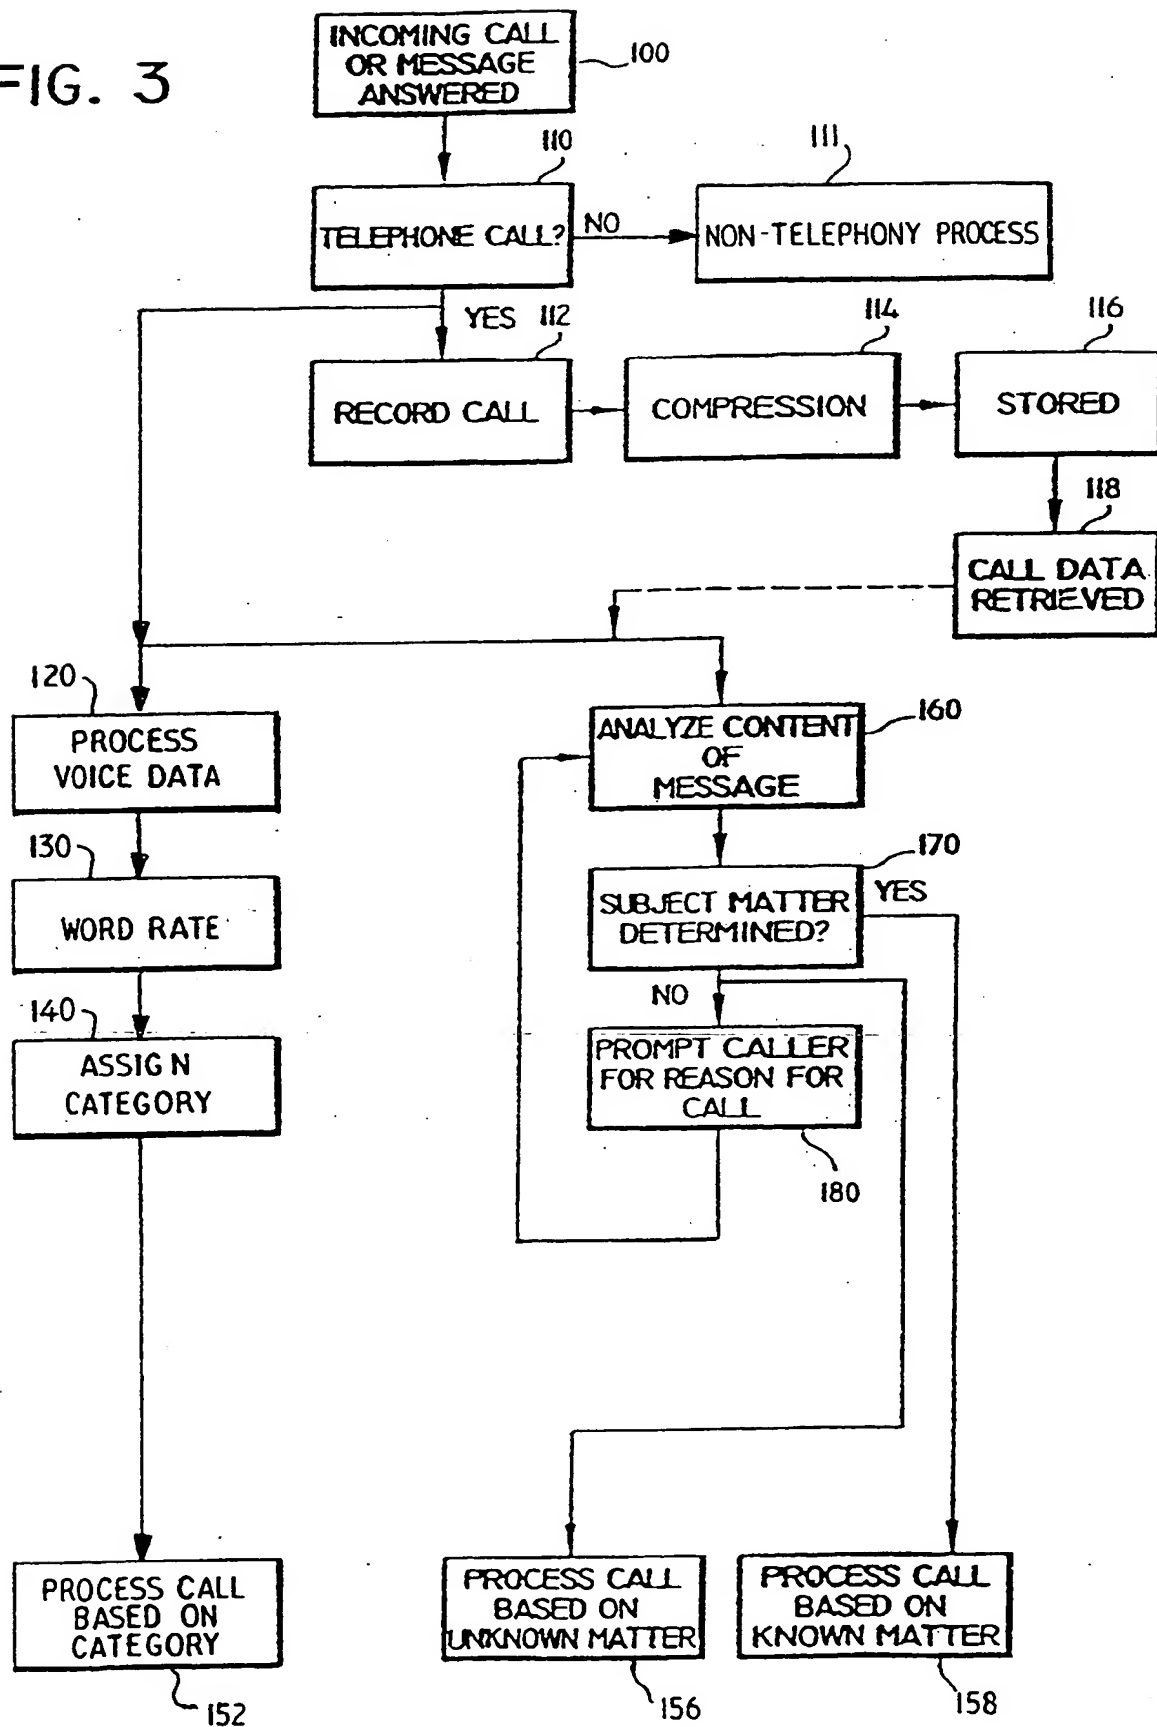 FIG. 3
INCOMING CALL
OR MESSAGE
ANSWERED
100
110
TELEPHONE CALL?
NO
111
NON-TELEPHONY PROCESS
YES
112
RECORD CALL
114
COMPRESSION
116
STORED
118
CALL DATA
RETRIEVED
120
PROCESS
VOICE DATA
130
WORD RATE
140
ASSIGN
CATEGORY
160
ANALYZE CONTENT
OF
MESSAGE
170
SUBJECT MATTER
DETERMINED?
YES
NO
PROMPT CALLER
FOR REASON FOR
CALL
180
PROCESS CALL
BASED ON
CATEGORY
152
PROCESS CALL
BASED ON
UNKNOWN MATTER
156
PROCESS CALL
BASED ON
KNOWN MATTER
158